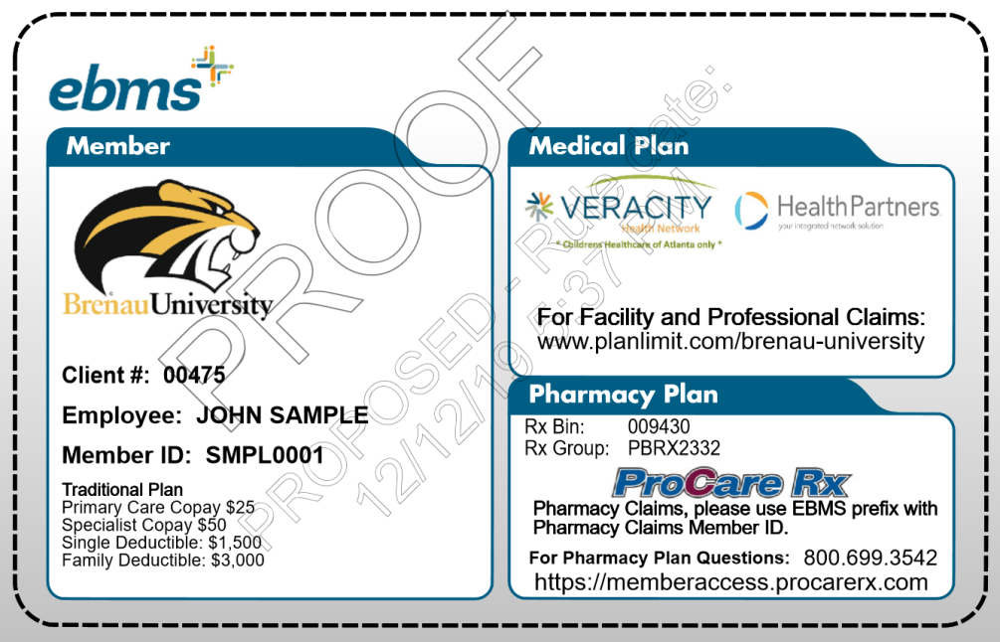 ebms
Member
Brenau University
Client #: 00475
Employee: JOHN SAMPLE
Member ID: SMPL0001
Traditional Plan
Primary Care Copay $25
Specialist Copay $50
Single Deductible: $1,500
Family Deductible: $3,000
Medical Plan
VERACITY
Health Network
* Childrens Healthcare of Atlanta only *
HealthPartners
your integrated network solution
For Facility and Professional Claims:
www.planlimit.com/brenau-university
Pharmacy Plan
Rx Bin: 009430
Rx Group: PBRX2332
ProCare Rx
Pharmacy Claims, please use EBMS prefix with
Pharmacy Claims Member ID.
For Pharmacy Plan Questions: 800.699.3542
https://memberaccess.procarerx.com
PROOF
PROPOSED - Run date:
12/12/19 5:37 PM